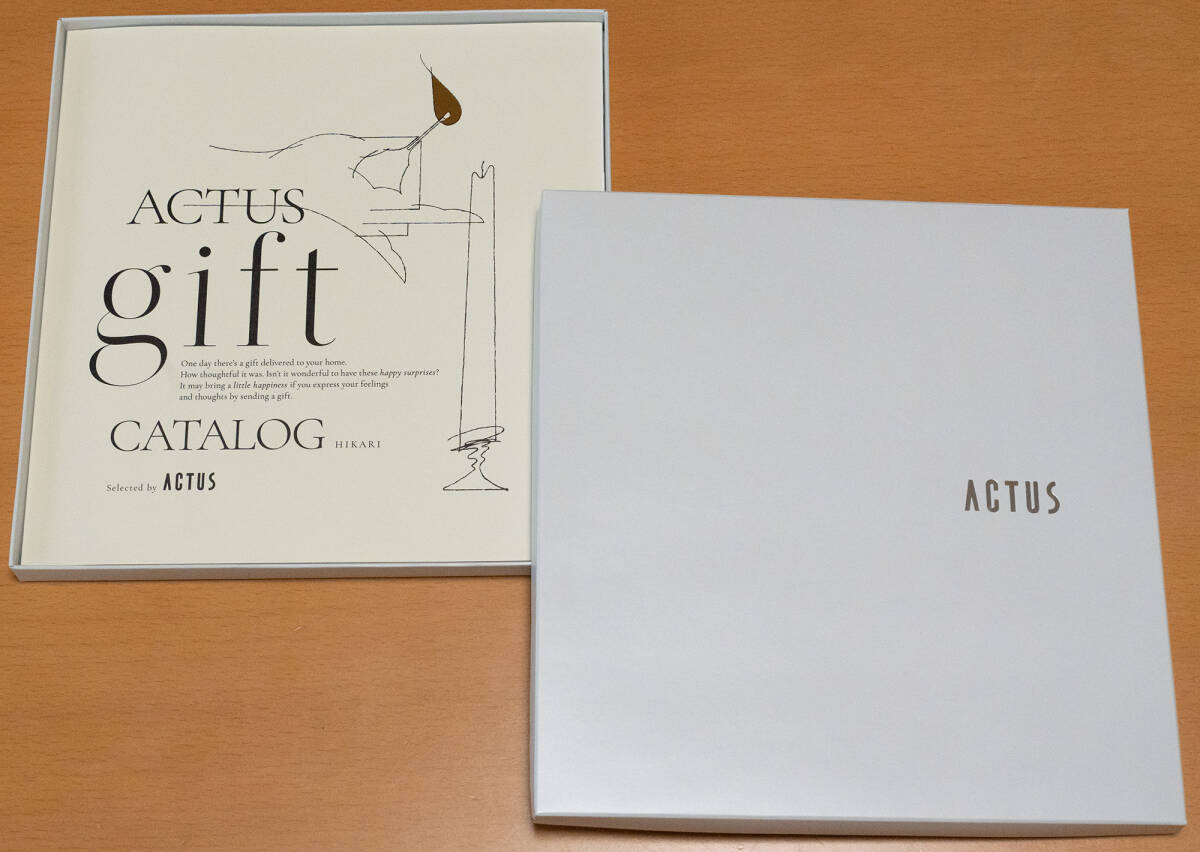 ACTUS
gift
One day there's a gift delivered to your home.
How thoughtful it was. Isn't it wonderful to have these happy surprises?
It may bring a little happiness if you express your feelings
and thoughts by sending a gift.
CATALOG HIKARI
Selected by ACTUS
ACTUS